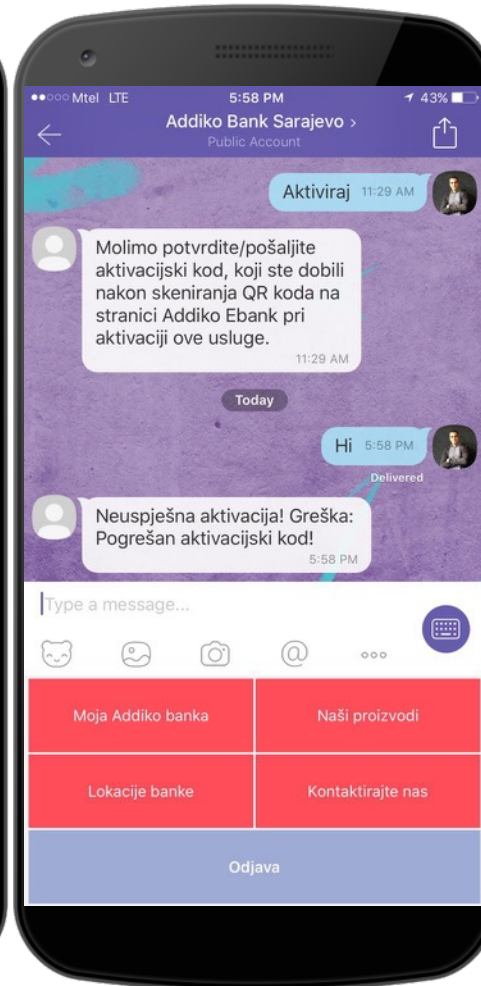 Mtel LTE 5:58 PM 43%
Addiko Bank Sarajevo >
Public Account
Aktiviraj 11:29 AM
Molimo potvrdite/pošaljite
aktivacijski kod, koji ste dobili
nakon skeniranja QR koda na
stranici Addiko Ebank pri
aktivaciji ove usluge.
11:29 AM
Today
Hi 5:58 PM
Delivered
Neuspješna aktivacija! Greška:
Pogrešan aktivacijski kod!
5:58 PM
Type a message...
Moja Addiko banka
Naši proizvodi
Lokacije banke
Kontaktirajte nas
Odjava